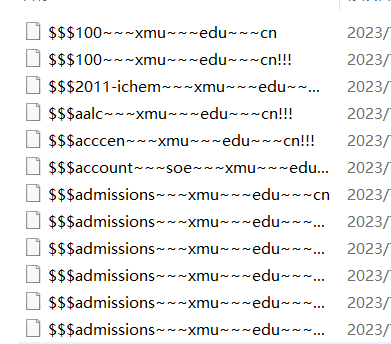 $$$100~~~xmu~~~edu~~~cn 2023/
$$$100~~~xmu~~~edu~~~cn!!! 2023/
$$$2011-ichem~~~xmu~~~edu~~... 2023/
$$$aalc~~~xmu~~~edu~~~cn!!! 2023/
$$$acccen~~~xmu~~~edu~~~cn!!! 2023/
$$$account~~~soe~~~xmu~~~edu... 2023/
$$$admissions~~~xmu~~~edu~~~cn 2023/
$$$admissions~~~xmu~~~edu~~~... 2023/
$$$admissions~~~xmu~~~edu~~~... 2023/
$$$admissions~~~xmu~~~edu~~~... 2023/
$$$admissions~~~xmu~~~edu~~~... 2023/
$$$admissions~~~xmu~~~edu~~~... 2023/